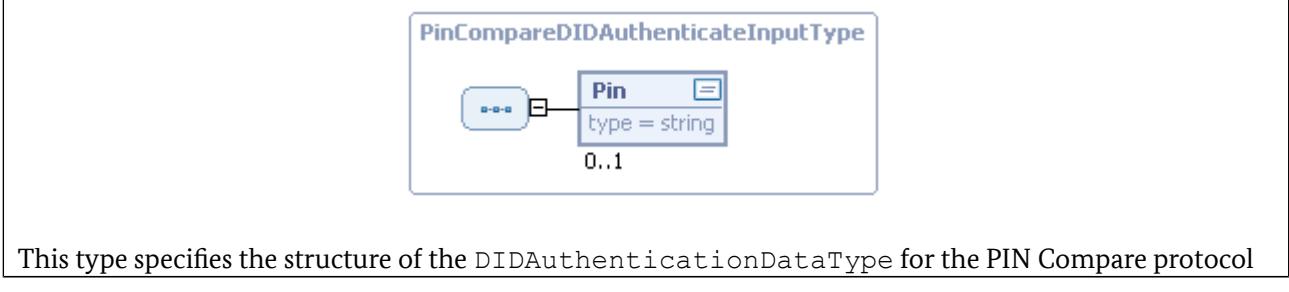 PinCompareDIDAuthenticateInputType
Pin
type = string
0..1
This type specifies the structure of the DIDAuthenticationDataType for the PIN Compare protocol